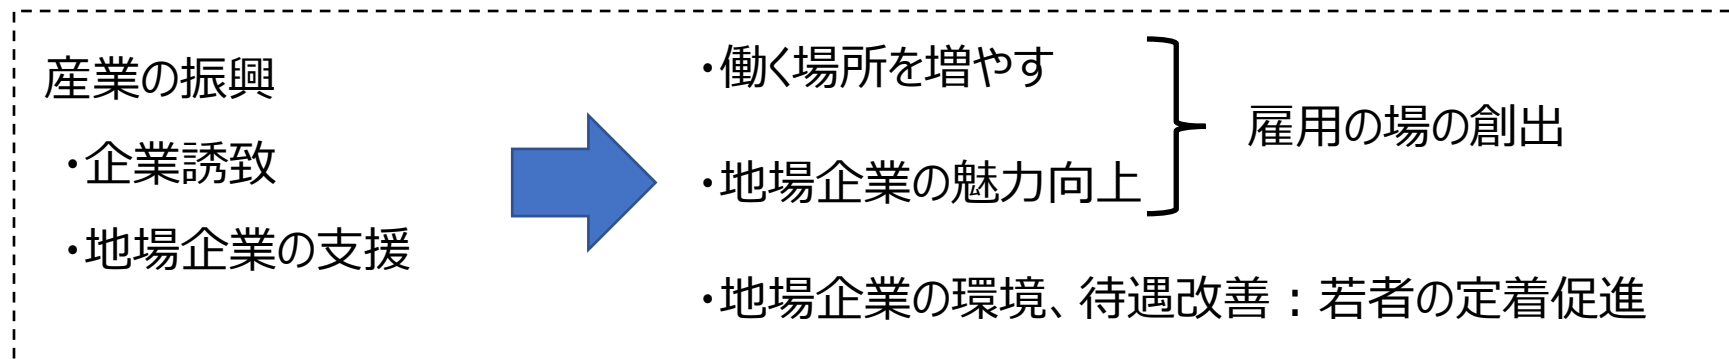 産業の振興
・企業誘致
・地場企業の支援
・働く場所を増やす
・地場企業の魅力向上
雇用の場の創出
・地場企業の環境、待遇改善：若者の定着促進